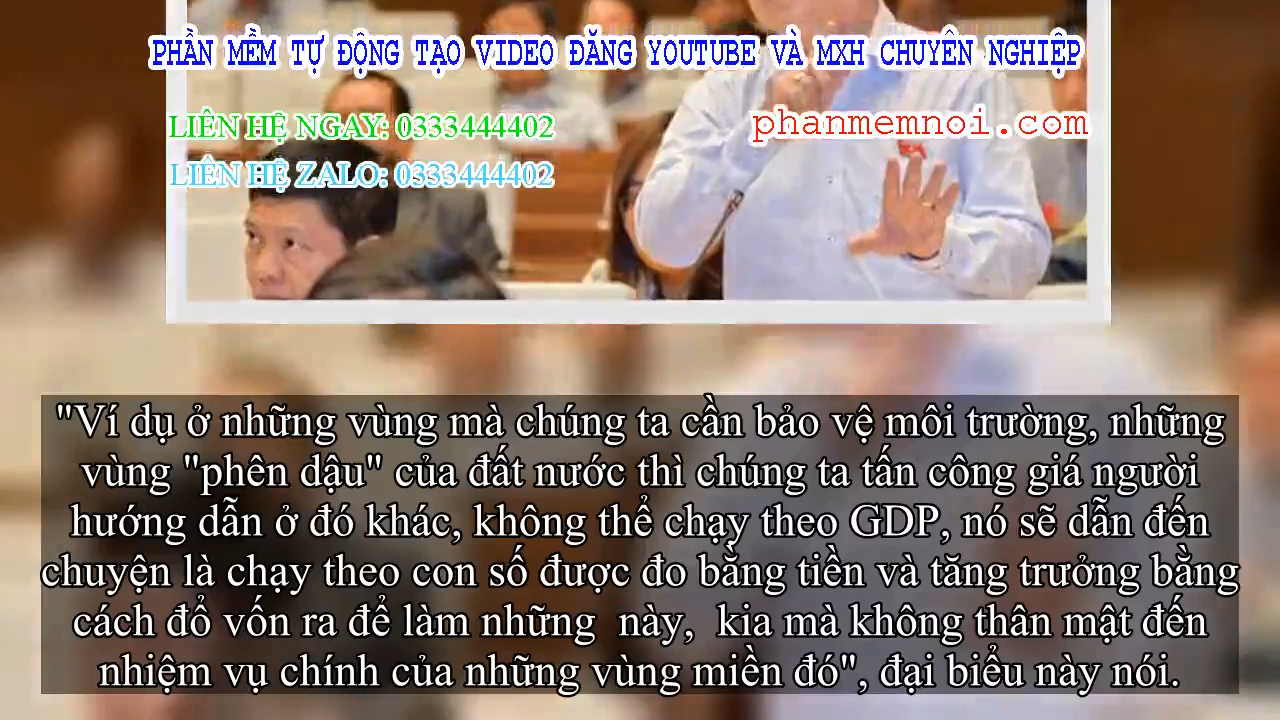 PHẦN MỀM TỰ ĐỘNG TẠO VIDEO ĐĂNG YOUTUBE VÀ MXH CHUYÊN NGHIỆP
LIÊN HỆ NGAY: 0333444402
phanmemnoi.com
LIÊN HỆ ZALO: 0333444402
"Ví dụ ở những vùng mà chúng ta cần bảo vệ môi trường, những
vùng "phên dậu" của đất nước thì chúng ta tấn công giá người
hướng dẫn ở đó khác, không thể chạy theo GDP, nó sẽ dẫn đến
chuyện là chạy theo con số được đo bằng tiền và tăng trưởng bằng
cách đổ vốn ra để làm những  này,  kia mà không thân mật đến
nhiệm vụ chính của những vùng miền đó", đại biểu này nói.